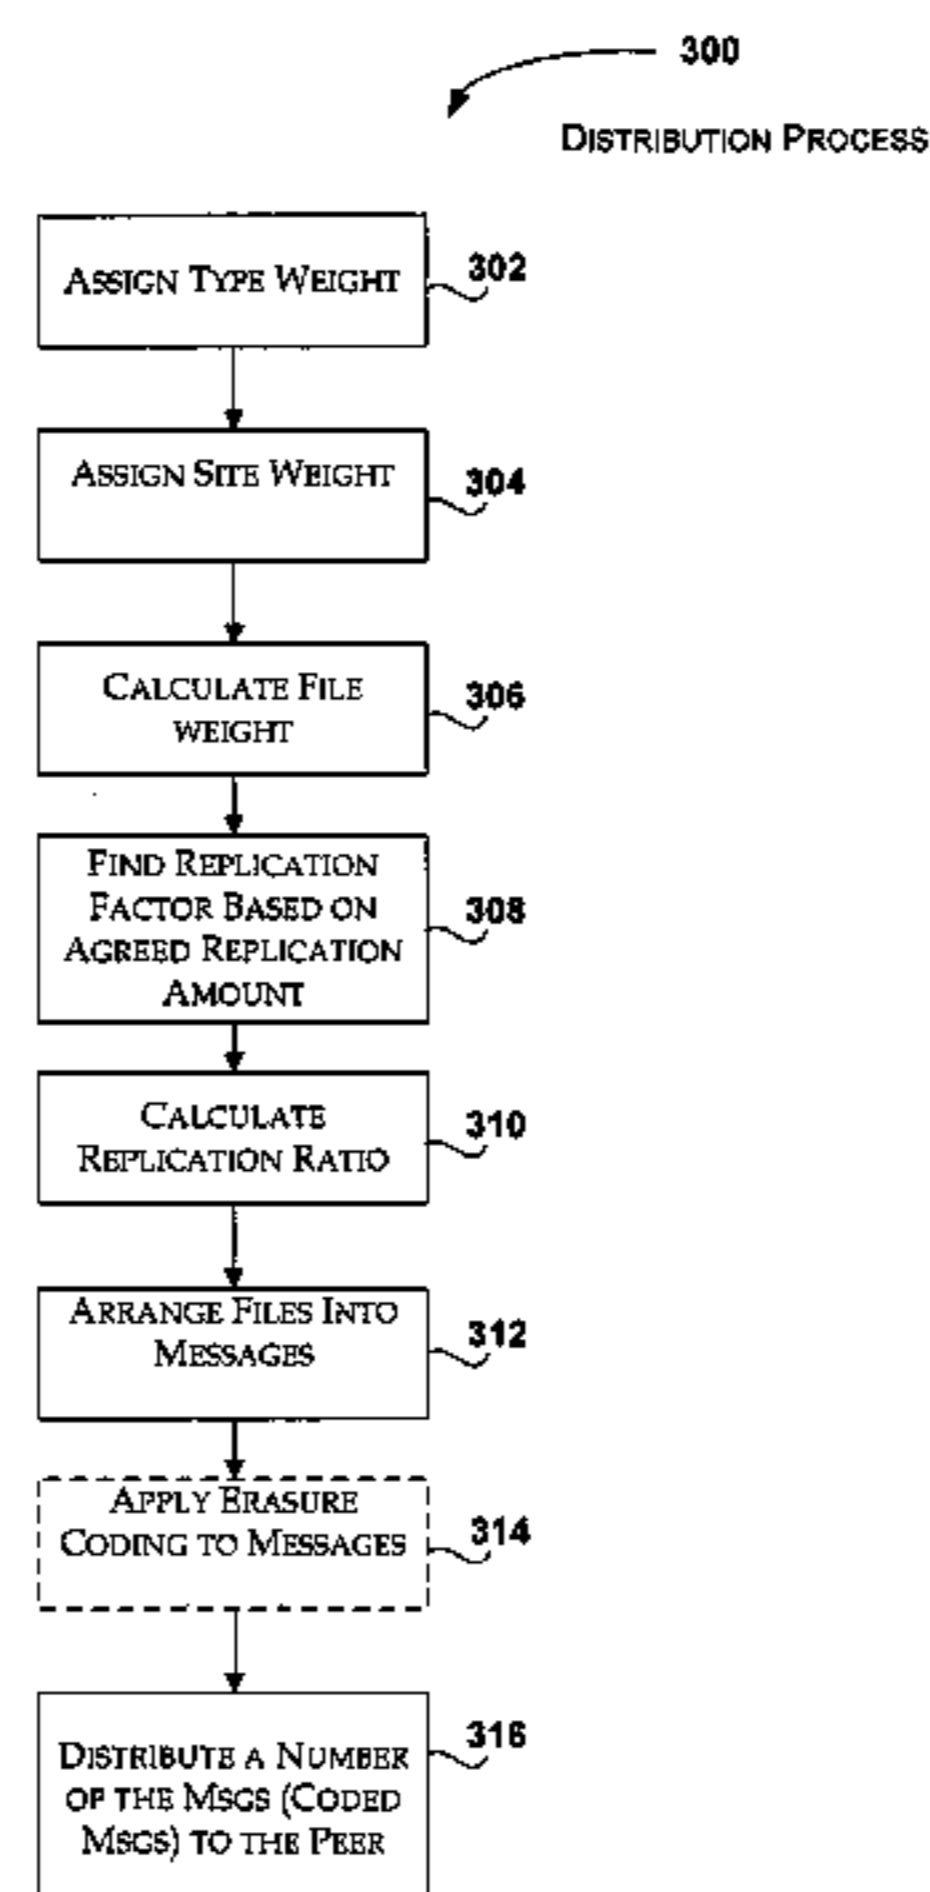 300
DISTRIBUTION PROCESS
ASSIGN TYPE WEIGHT
302
ASSIGN SITE WEIGHT
304
CALCULATE FILE
WEIGHT
306
FIND REPLICATION
FACTOR BASED ON
AGREED REPLICATION
AMOUNT
308
CALCULATE
REPLICATION RATIO
310
ARRANGE FILES INTO
MESSAGES
312
APPLY ERASURE
CODING TO MESSAGES
314
DISTRIBUTE A NUMBER
OF THE MSGS (CODED
MSGS) TO THE PEER
316